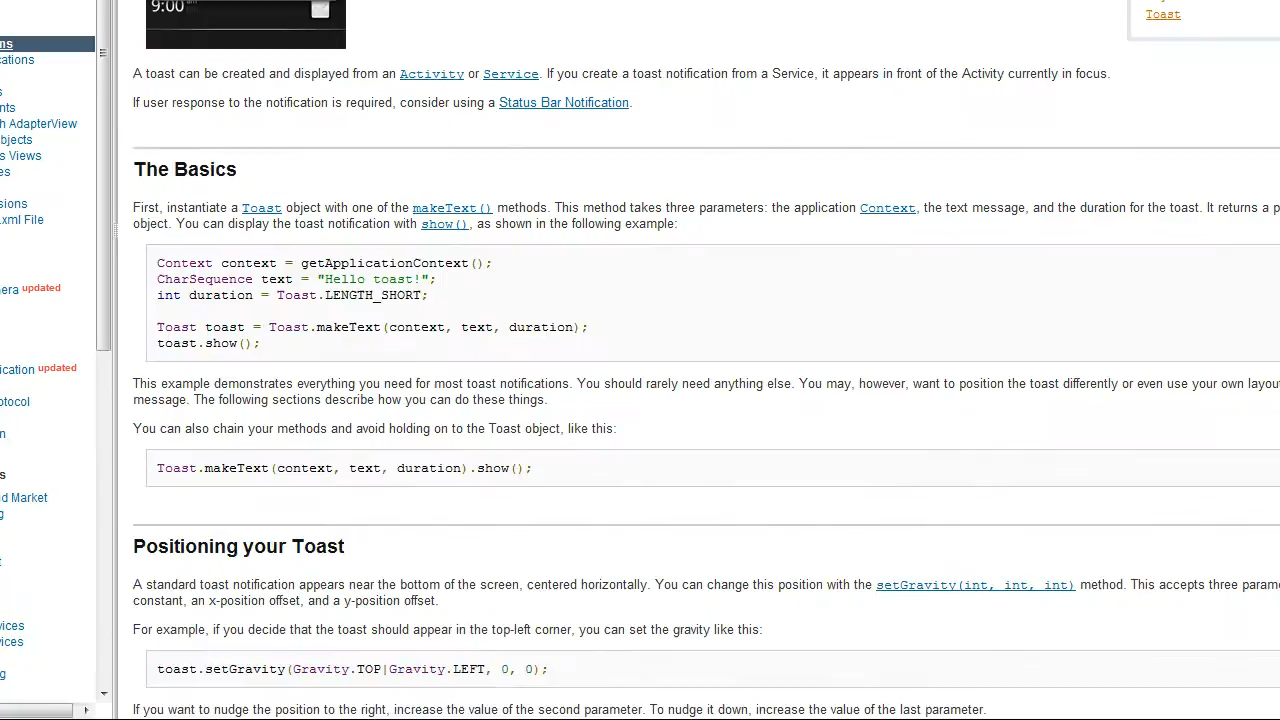 9:00
Toast
ns
cations
A toast can be created and displayed from an Activity or Service. If you create a toast notification from a Service, it appears in front of the Activity currently in focus.
s
nts
If user response to the notification is required, consider using a Status Bar Notification.
h AdapterView
bjects
s Views
es
The Basics
sions
.xml File
First, instantiate a Toast object with one of the makeText() methods. This method takes three parameters: the application Context, the text message, and the duration for the toast. It returns a p
object. You can display the toast notification with show(), as shown in the following example:
Context context = getApplicationContext();
CharSequence text = "Hello toast!";
int duration = Toast.LENGTH_SHORT;
era updated
Toast toast = Toast.makeText(context, text, duration);
toast.show();
ication updated
This example demonstrates everything you need for most toast notifications. You should rarely need anything else. You may, however, want to position the toast differently or even use your own layou
message. The following sections describe how you can do these things.
otocol
n
You can also chain your methods and avoid holding on to the Toast object, like this:
s
Toast.makeText(context, text, duration).show();
id Market
g
t
Positioning your Toast
A standard toast notification appears near the bottom of the screen, centered horizontally. You can change this position with the setGravity(int, int, int) method. This accepts three parame
constant, an x-position offset, and a y-position offset.
vices
vices
For example, if you decide that the toast should appear in the top-left corner, you can set the gravity like this:
g
toast.setGravity(Gravity.TOP|Gravity.LEFT, 0, 0);
If you want to nudge the position to the right, increase the value of the second parameter. To nudge it down, increase the value of the last parameter.